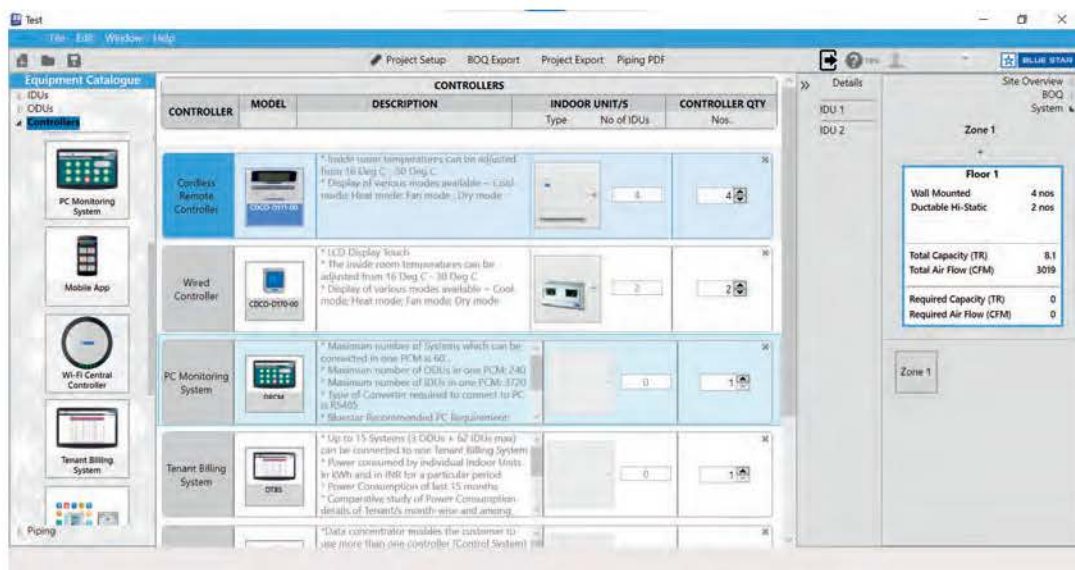 Test
File Edit Window Help
Project Setup BOQ Export Project Export Piping PDF
BLUE STAR
Equipment Catalogue
IDUs
ODUs
Controllers
PC Monitoring
System
Mobile App
Wi-Fi Central
Controller
Tenant Billing
System
Piping
CONTROLLERS
CONTROLLER MODEL DESCRIPTION INDOOR UNIT/S CONTROLLER QTY
Type No of IDUs Nos.
Cordless
Remote
Controller
* Inside room temperatures can be adjusted
from 16 Deg C - 30 Deg C
* Display of various modes available – Cool
mode; Heat mode; Fan mode; Dry mode
4
4
Wired
Controller
CDCO-D170-00
* LCD Display Touch
* The inside room temperatures can be
adjusted from 16 Deg C - 30 Deg C
* Display of various modes available – Cool
mode; Heat mode; Fan mode; Dry mode
2
2
PC Monitoring
System
* Maximum number of Systems which can be
connected in one PCM is 60..
* Maximum number of ODUs in one PCM: 240
* Maximum number of IDUs in one PCM: 3720
* Type of Converter required to connect to PC
is RS485
* Bluestar Recommended PC Requirement:
0
1
Tenant Billing
System
DTBS
* Up to 15 Systems (3 ODUs + 62 IDUs max)
can be connected to one Tenant Billing System
* Power consumed by individual Indoor Units
in kWh and in INR for a particular period
* Power Consumption of last 15 months
* Comparative study of Power Consumption
details of Tenant/s month-wise and among
0
1
*Data concentrator enables the customer to
use more than one controller (Control System)
Details
IDU 1
IDU 2
Site Overview
BOQ
System
Zone 1
+
Floor 1
Wall Mounted 4 nos
Ductable Hi-Static 2 nos
Total Capacity (TR) 8.1
Total Air Flow (CFM) 3019
Required Capacity (TR) 0
Required Air Flow (CFM) 0
Zone 1